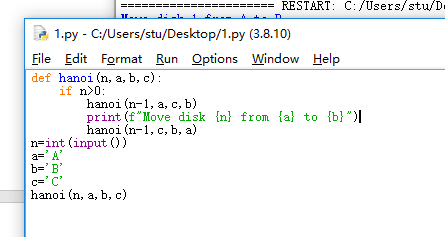 ===================== RESTART: C:/Users/stu/De
Move disk 1 from A to B
1.py - C:/Users/stu/Desktop/1.py (3.8.10)
File Edit Format Run Options Window Help
def hanoi(n,a,b,c):
    if n>0:
        hanoi(n-1,a,c,b)
        print(f"Move disk {n} from {a} to {b}")
        hanoi(n-1,c,b,a)
n=int(input())
a='A'
b='B'
c='C'
hanoi(n,a,b,c)